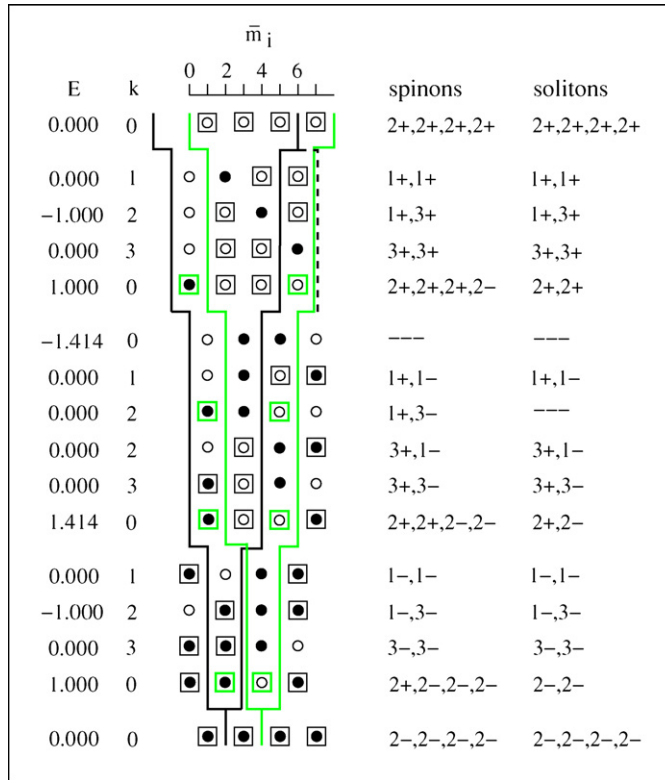 m̄ i
0 2 4 6
E k spinons solitons
0.000 0 2+,2+,2+,2+ 2+,2+,2+,2+
0.000 1 1+,1+ 1+,1+
−1.000 2 1+,3+ 1+,3+
0.000 3 3+,3+ 3+,3+
1.000 0 2+,2+,2+,2− 2+,2+
−1.414 0 −−− −−−
0.000 1 1+,1− 1+,1−
0.000 2 1+,3− −−−
0.000 2 3+,1− 3+,1−
0.000 3 3+,3− 3+,3−
1.414 0 2+,2+,2−,2− 2+,2−
0.000 1 1−,1− 1−,1−
−1.000 2 1−,3− 1−,3−
0.000 3 3−,3− 3−,3−
1.000 0 2+,2−,2−,2− 2−,2−
0.000 0 2−,2−,2−,2− 2−,2−,2−,2−